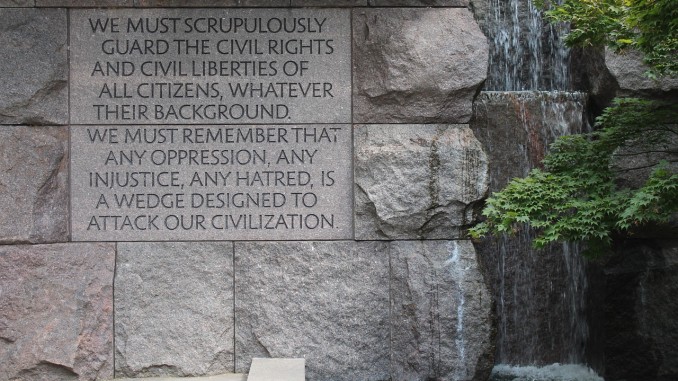 WE MUST SCRUPULOUSLY
GUARD THE CIVIL RIGHTS
AND CIVIL LIBERTIES OF
ALL CITIZENS, WHATEVER
THEIR BACKGROUND.
WE MUST REMEMBER THAT
ANY OPPRESSION, ANY
INJUSTICE, ANY HATRED, IS
A WEDGE DESIGNED TO
ATTACK OUR CIVILIZATION.